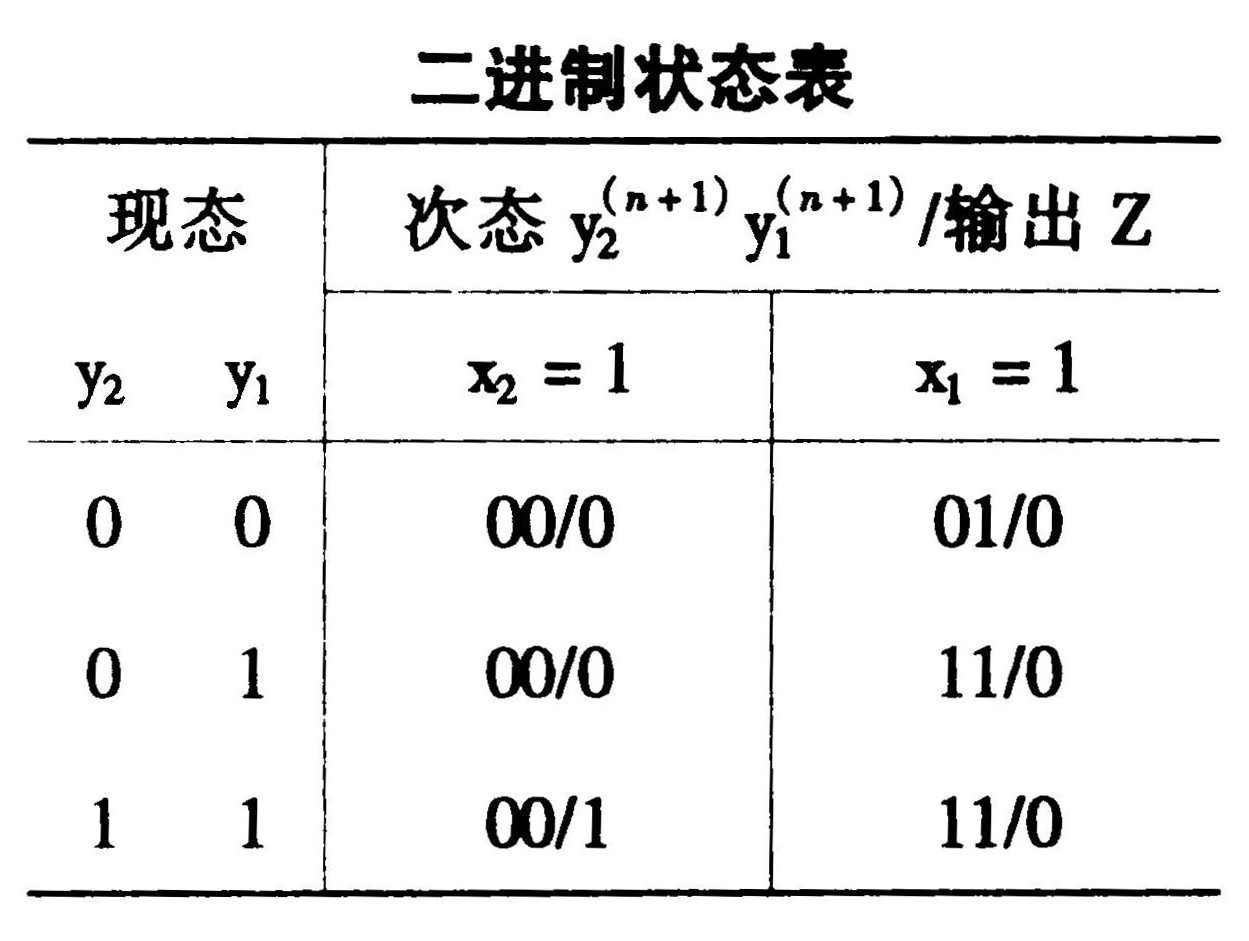 二进制状态表
现态 次态 y₂⁽ⁿ⁺¹⁾ y₁⁽ⁿ⁺¹⁾/输出 Z
y₂ y₁ x₂ = 1 x₁ = 1
0 0 00/0 01/0
0 1 00/0 11/0
1 1 00/1 11/0